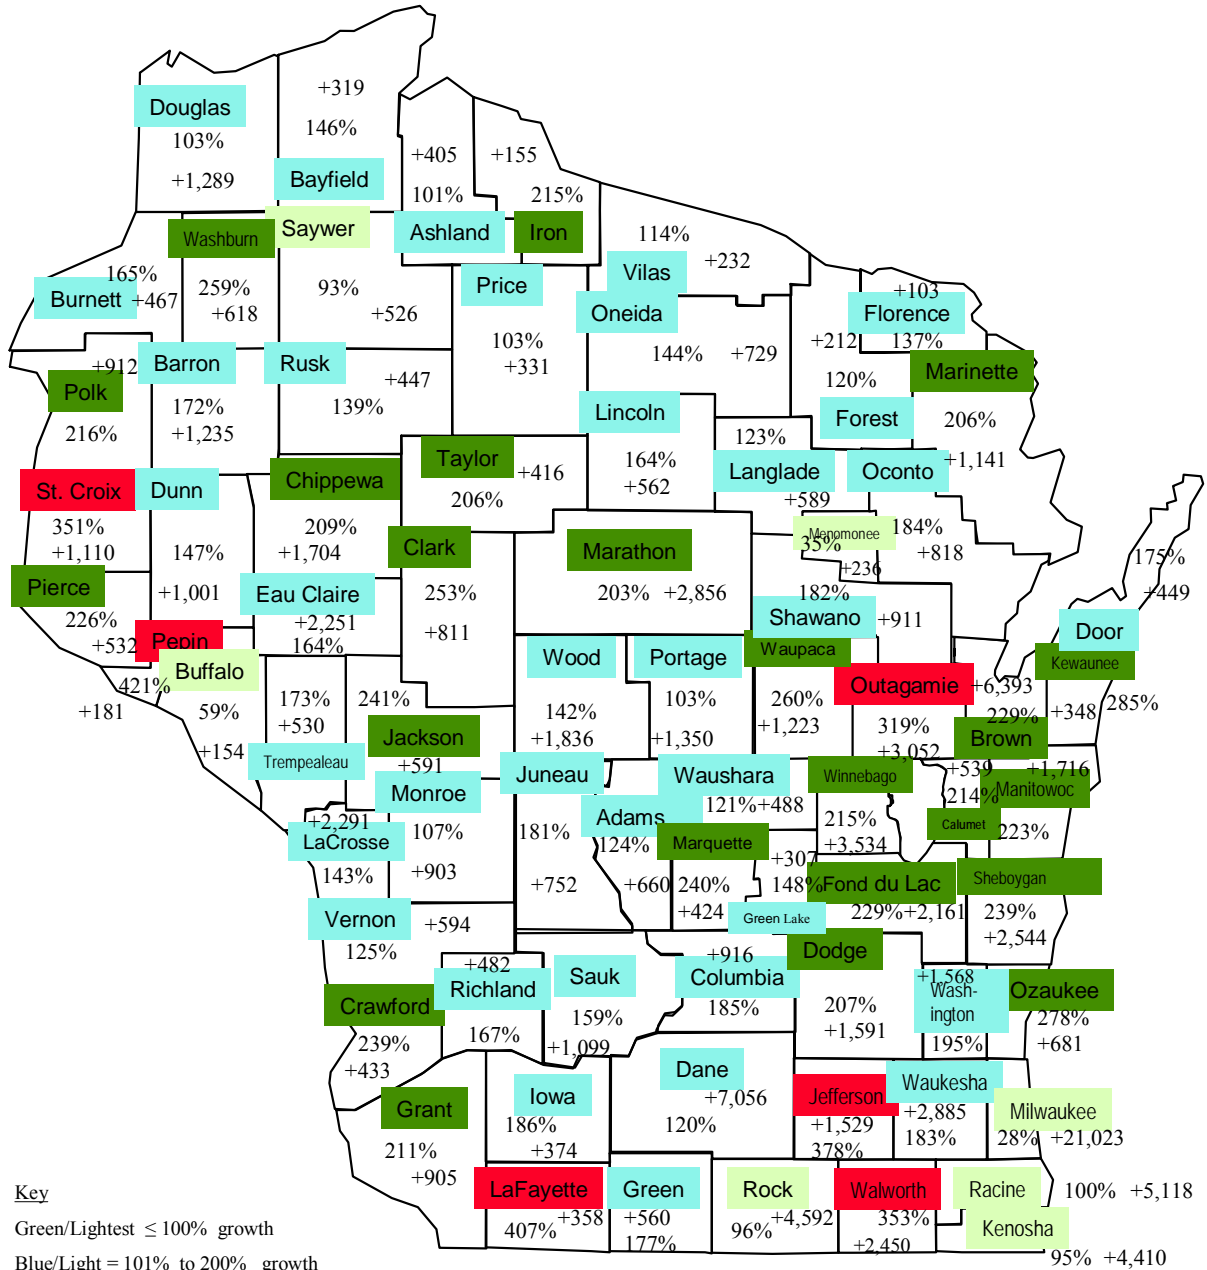 +319
Douglas
146%
103%
+405
+155
+1,289
Bayfield
101%
215%
Washburn
Saywer
Ashland
Iron
114%
+232
Vilas
165%
Burnett
+467
259%
+618
93%
+526
Price
Oneida
+103
Florence
103%
+331
144%
+729
+212
137%
+912
Barron
Rusk
+447
Marinette
Polk
120%
172%
139%
Lincoln
+1,235
216%
Forest
206%
123%
Taylor
+416
164%
Langlade
Oconto
+1,141
St. Croix
Dunn
Chippewa
206%
+562
+589
351%
209%
Menomonee
184%
+1,110
147%
+1,704
Clark
Marathon
35%
+818
175%
+236
Pierce
+1,001
Eau Claire
253%
203% +2,856
182%
+449
226%
+2,251
Shawano
+911
+532
Pepin
164%
+811
Door
Wood
Portage
Waupaca
Kewaunee
Buffalo
Outagamie
+6,393
421%
173%
241%
103%
260%
285%
+181
59%
+530
142%
+1,223
319%
229%
+348
+154
Jackson
+1,836
+1,350
+3,052
Brown
Trempealeau
+591
Juneau
Waushara
Winnebago
+539
+1,716
Monroe
121%+488
214%
Manitowoc
+2,291
107%
181%
Adams
215%
Calumet
223%
LaCrosse
124%
Marquette
+3,534
143%
+903
+752
+660
240%
+307
148%
Fond du Lac
Sheboygan
Vernon
+594
+424
Green Lake
229%+2,161
239%
125%
+916
Dodge
+2,544
+482
Sauk
Columbia
+1,568
Richland
Wash-
ington
Ozaukee
Crawford
159%
185%
207%
278%
239%
167%
+1,099
+1,591
195%
+681
+433
Dane
Waukesha
Grant
Iowa
+7,056
Jefferson
+2,885
Milwaukee
186%
120%
+1,529
183%
28%
+21,023
211%
+374
378%
+905
LaFayette
Green
Rock
Walworth
Racine
100% +5,118
Key
+358
+560
+4,592
353%
Kenosha
407%
177%
96%
+2,450
Green/Lightest ≤ 100% growth
95% +4,410
Blue/Light = 101% to 200% growth